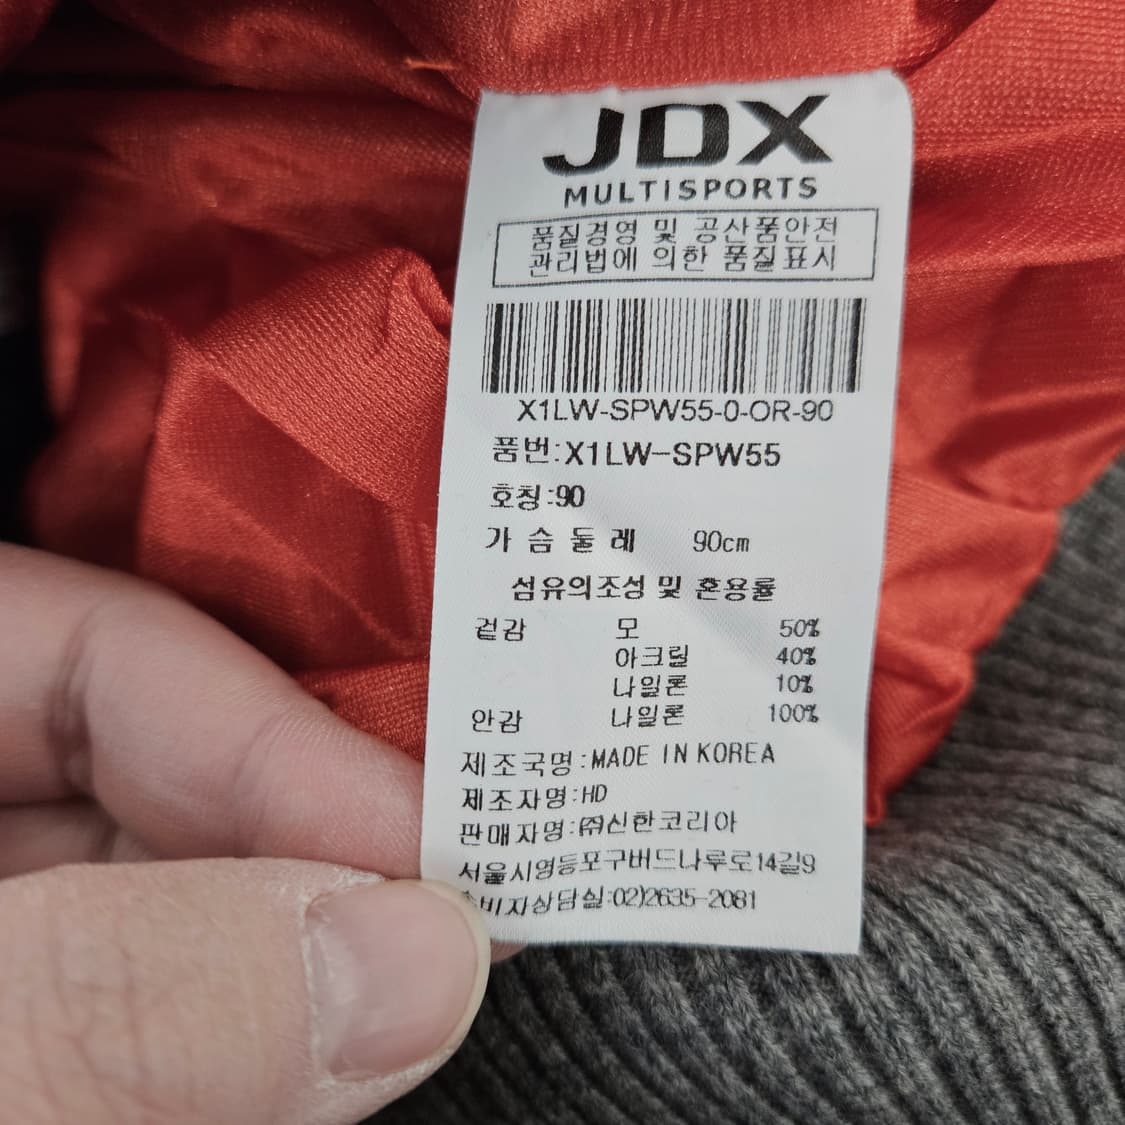 JDX
MULTISPORTS
품질경영 및 공산품안전
관리법에 의한 품질표시
X1LW-SPW55-0-OR-90
품번:X1LW-SPW55
호칭:90
가 슴 둘 레 90cm
섬유의조성 및 혼용률
겉감 모 50%
아크릴 40%
나일론 10%
안감 나일론 100%
제조국명:MADE IN KOREA
제조자명:HD
판매자명:㈜신한코리아
서울시영등포구버드나루로14길9
소비자상담실:02)2635-2081